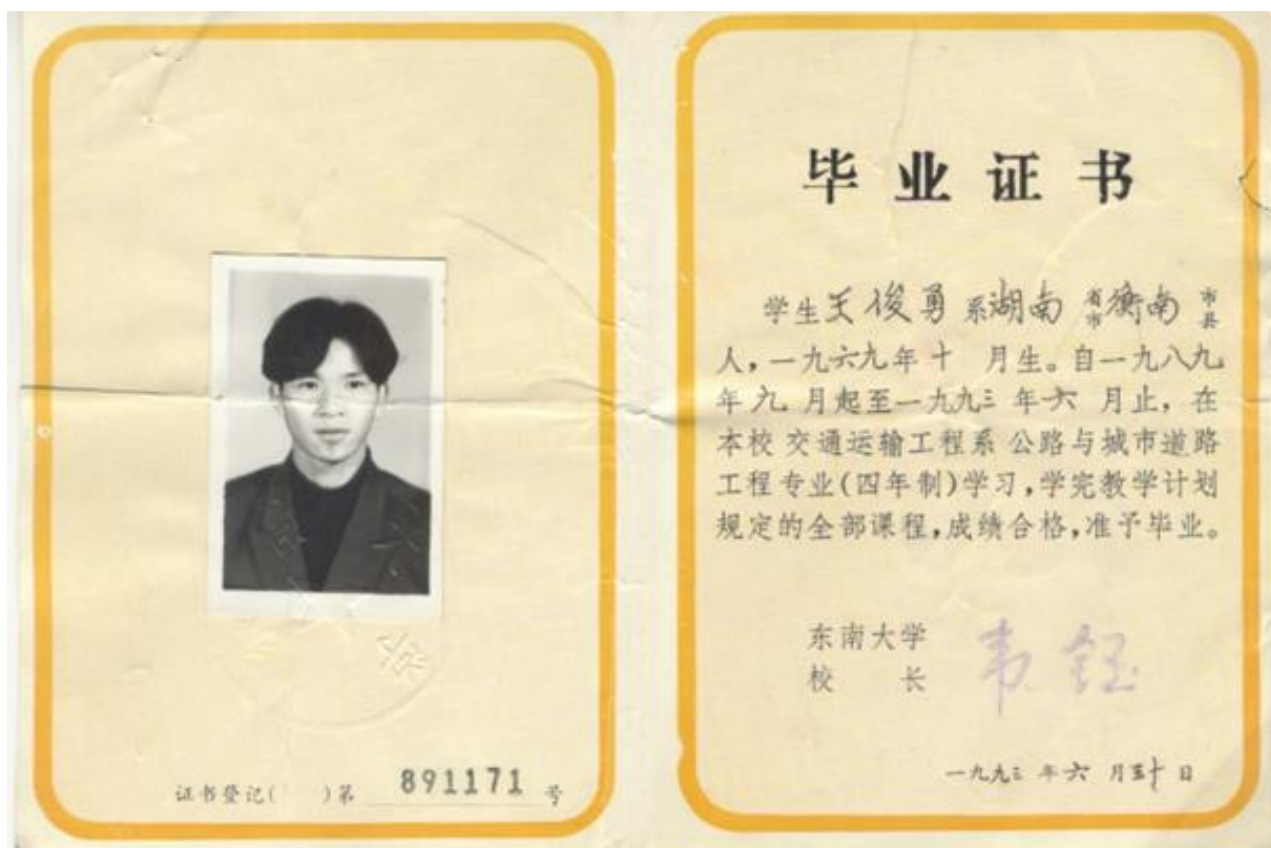 证书登记( )第 891171 号
毕业证书
学生王俊勇系湖南省市衡南市县
人,一九六九年十 月生。自一九八九
年九月起至一九九三年六月止,在
本校交通运输工程系公路与城市道路
工程专业(四年制)学习,学完教学计划
规定的全部课程,成绩合格,准予毕业。
东南大学
校 长 韦钰
一九九三年六月 十日